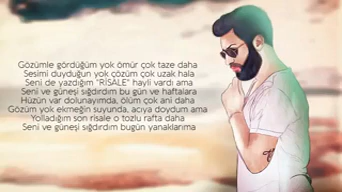 Gözümle gördüğüm yok ömür çok taze daha
Sesimi duyduğun yok çözüm çok uzak hala
Seni de yazdığım "RİSALE" hayli vardı ama
Seni ve güneşi sığdırdım bu gün ve haftalara
Hüzün var dolunayımda, ölüm çok ani daha
Gözüm yok ekmeğin suyunda, acıya doydum ama
Yolladığım son risale o tozlu rafta daha
Seni ve güneşi sığdırdım bugün yanaklarıma